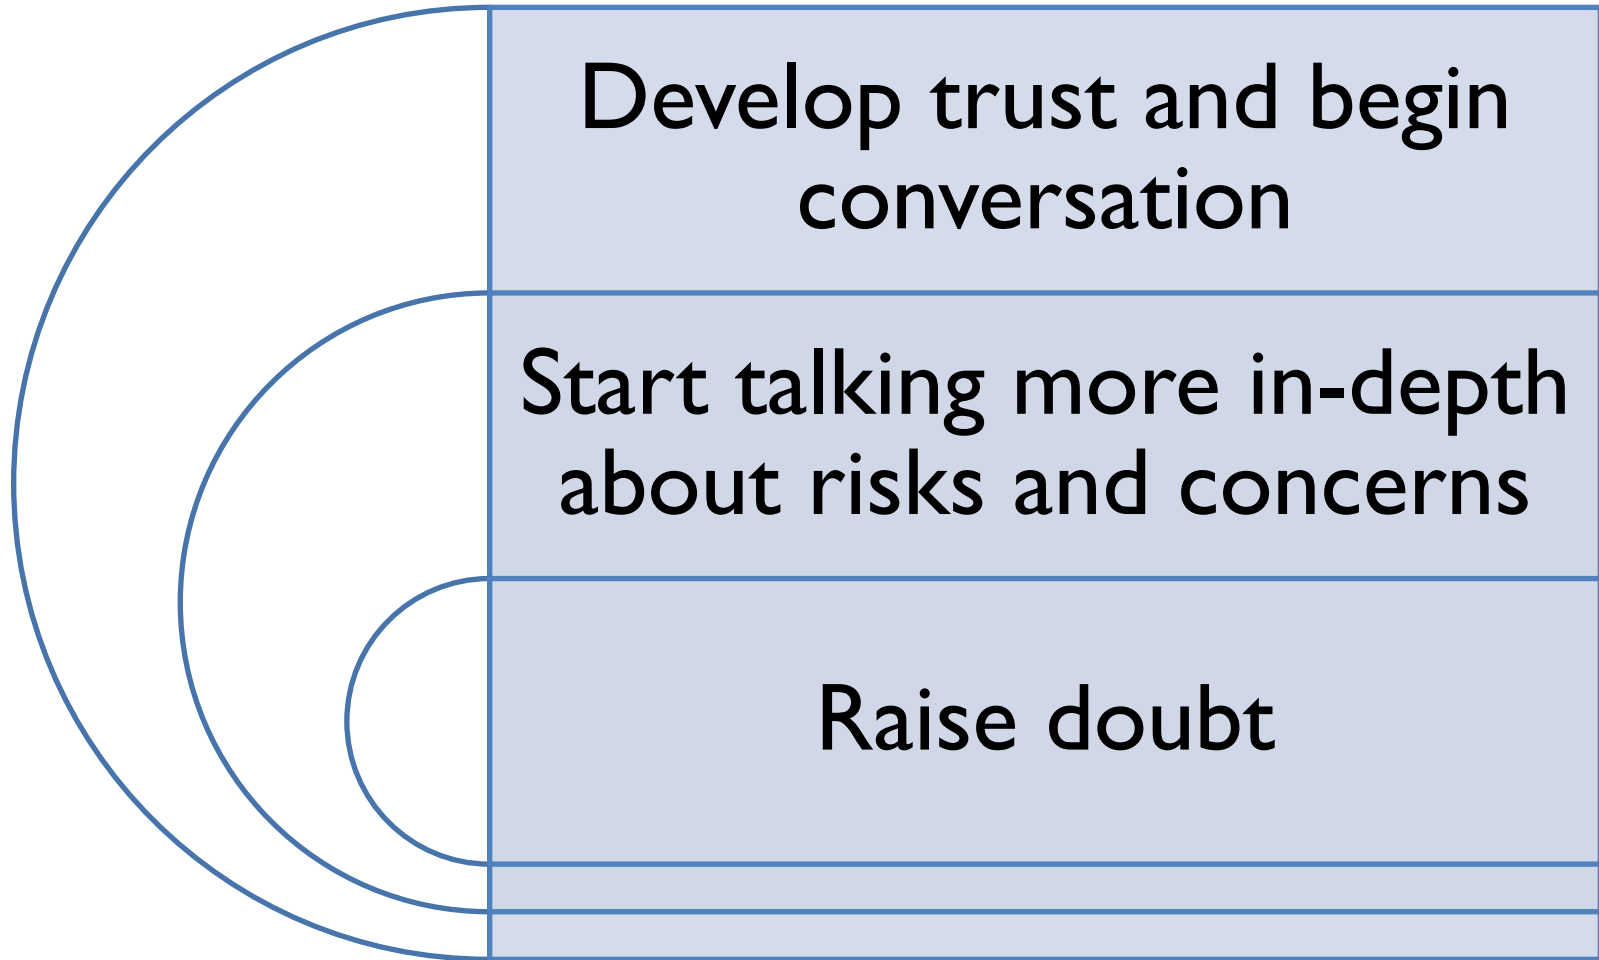 Develop trust and begin
conversation
Start talking more in-depth
about risks and concerns
Raise doubt